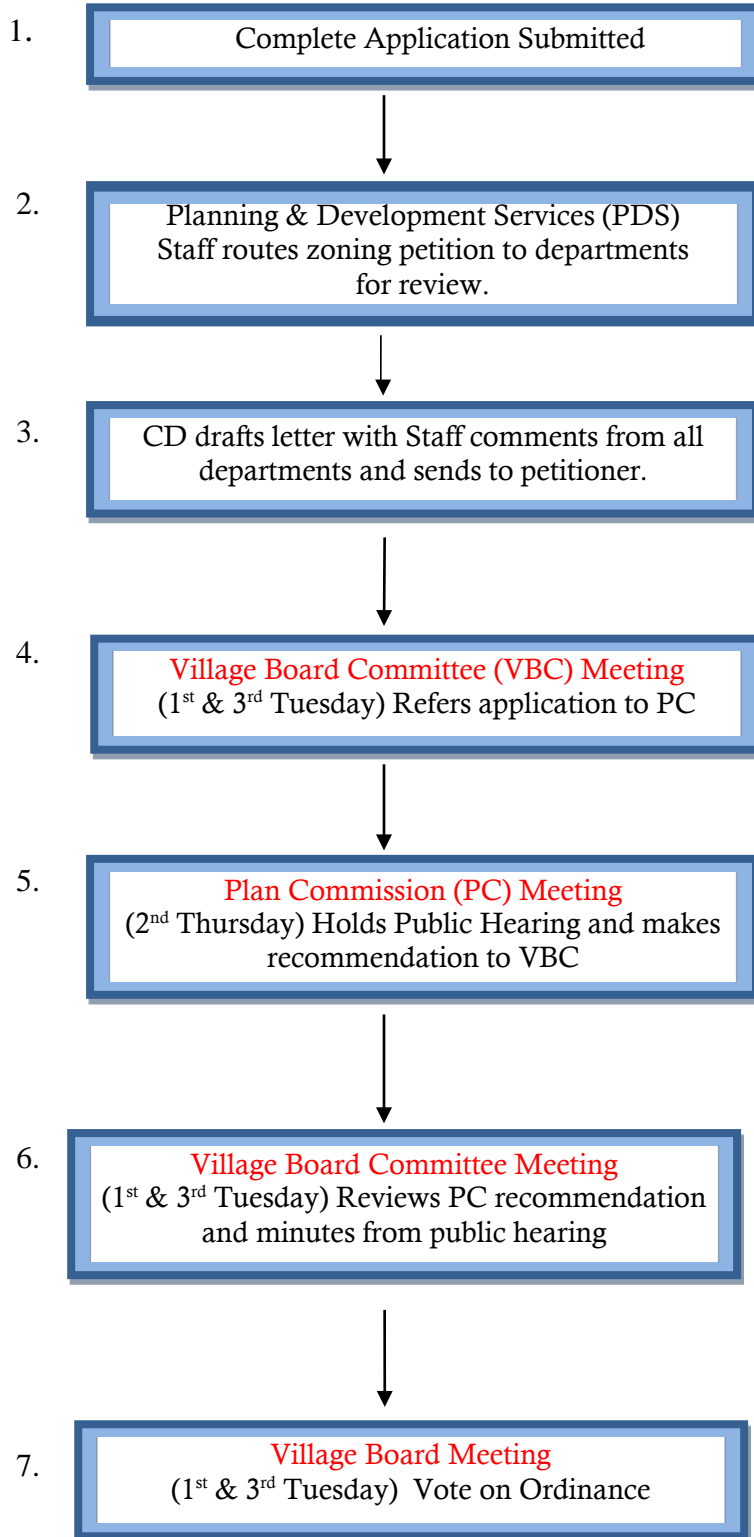 1.
Complete Application Submitted
2.
Planning & Development Services (PDS)
Staff routes zoning petition to departments
for review.
3.
CD drafts letter with Staff comments from all
departments and sends to petitioner.
4.
Village Board Committee (VBC) Meeting
(1st & 3rd Tuesday) Refers application to PC
5.
Plan Commission (PC) Meeting
(2nd Thursday) Holds Public Hearing and makes
recommendation to VBC
6.
Village Board Committee Meeting
(1st & 3rd Tuesday) Reviews PC recommendation
and minutes from public hearing
7.
Village Board Meeting
(1st & 3rd Tuesday)  Vote on Ordinance